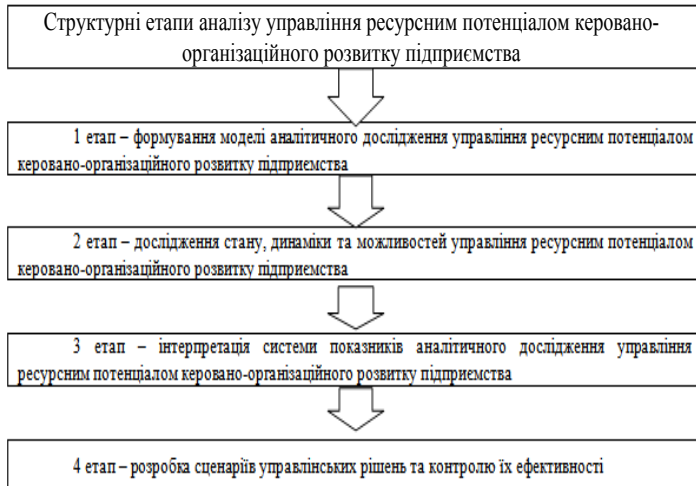 Структурні етапи аналізу управління ресурсним потенціалом керовано-
організаційного розвитку підприємства
1 етап – формування моделі аналітичного дослідження управління ресурсним потенціалом
керовано-організаційного розвитку підприємства
2 етап – дослідження стану, динаміки та можливостей управління ресурсним потенціалом
керовано-організаційного розвитку підприємства
3 етап – інтерпретація системи показників аналітичного дослідження управління
ресурсним потенціалом керовано-організаційного розвитку підприємства
4 етап – розробка сценаріїв управлінських рішень та контролю їх ефективності